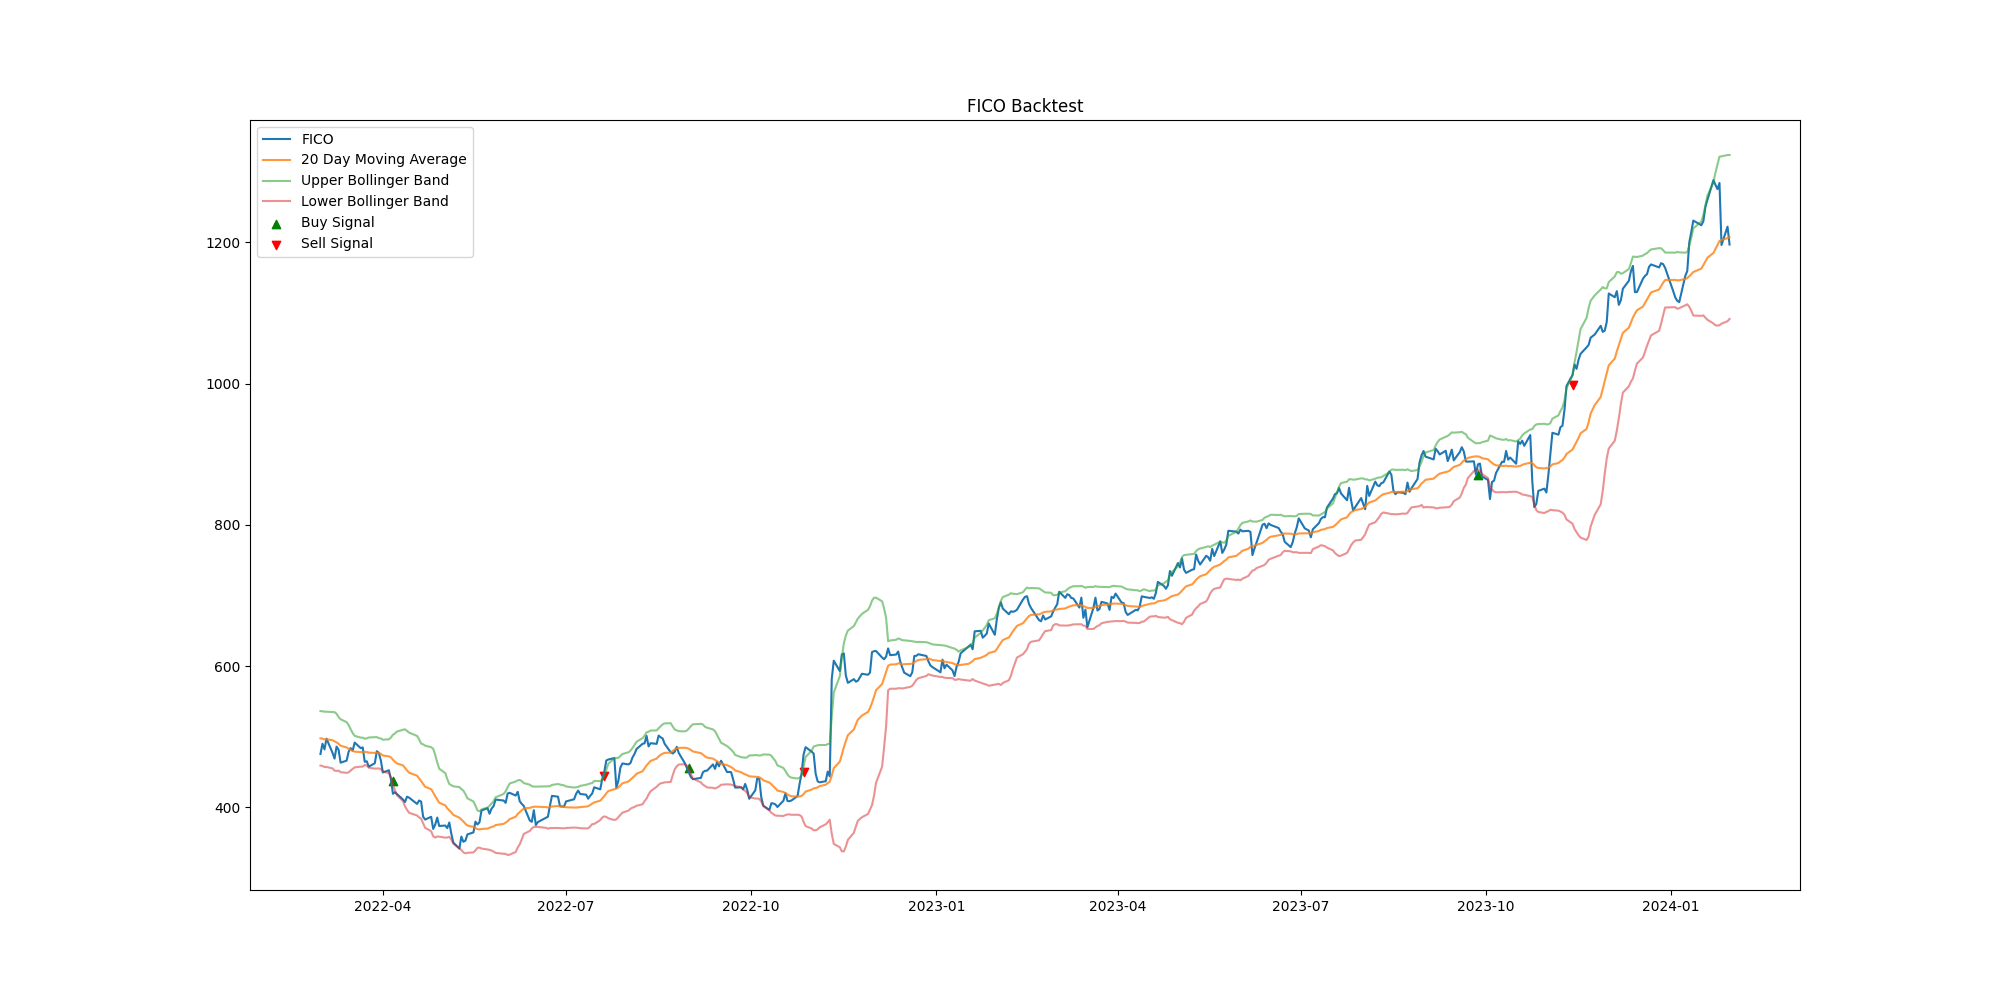 FICO Backtest
FICO
20 Day Moving Average
Upper Bollinger Band
Lower Bollinger Band
Buy Signal
Sell Signal
1200
1000
800
600
400
2022-04
2022-07
2022-10
2023-01
2023-04
2023-07
2023-10
2024-01